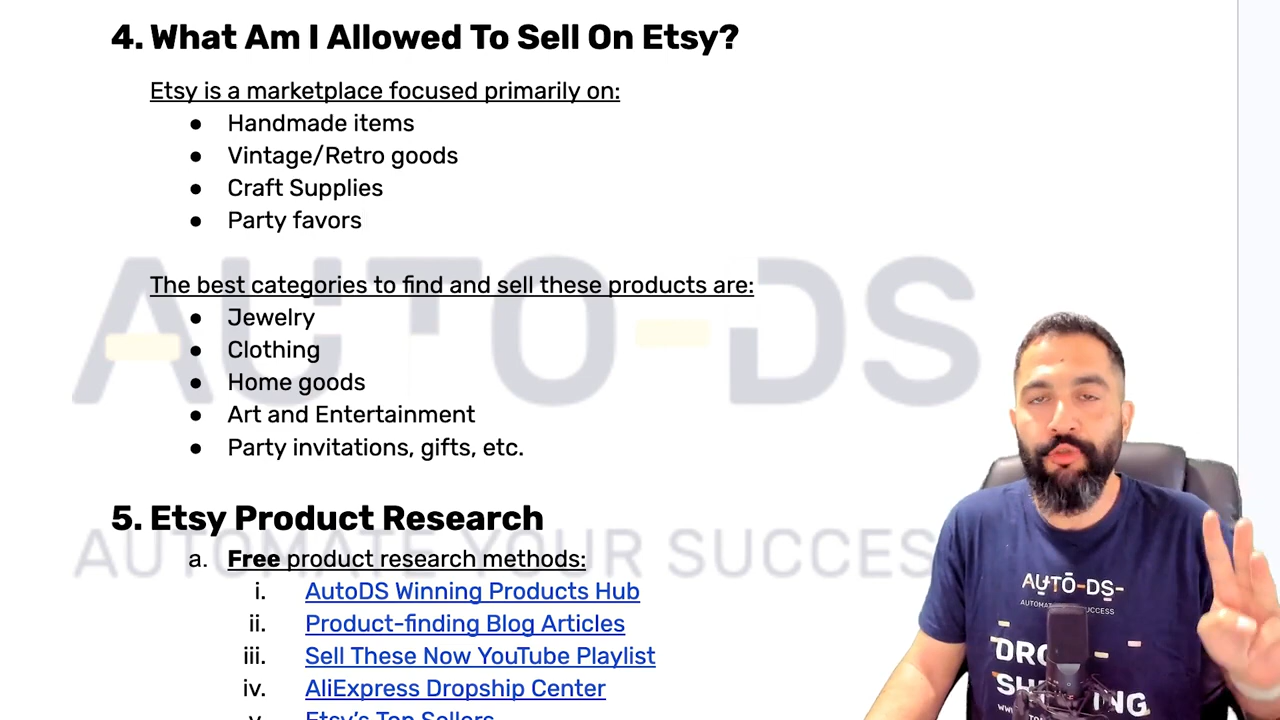 4. What Am I Allowed To Sell On Etsy?
Etsy is a marketplace focused primarily on:
● Handmade items
● Vintage/Retro goods
● Craft Supplies
● Party favors
AUTO-DS
The best categories to find and sell these products are:
● Jewelry
● Clothing
● Home goods
● Art and Entertainment
● Party invitations, gifts, etc.
5. Etsy Product Research
AUTOMATE YOUR SUCCES
a. Free product research methods:
i. AutoDS Winning Products Hub
ii. Product-finding Blog Articles
iii. Sell These Now YouTube Playlist
iv. AliExpress Dropship Center
v. Etsy's Top Sellers
AUTO-DS-
SUCCESS